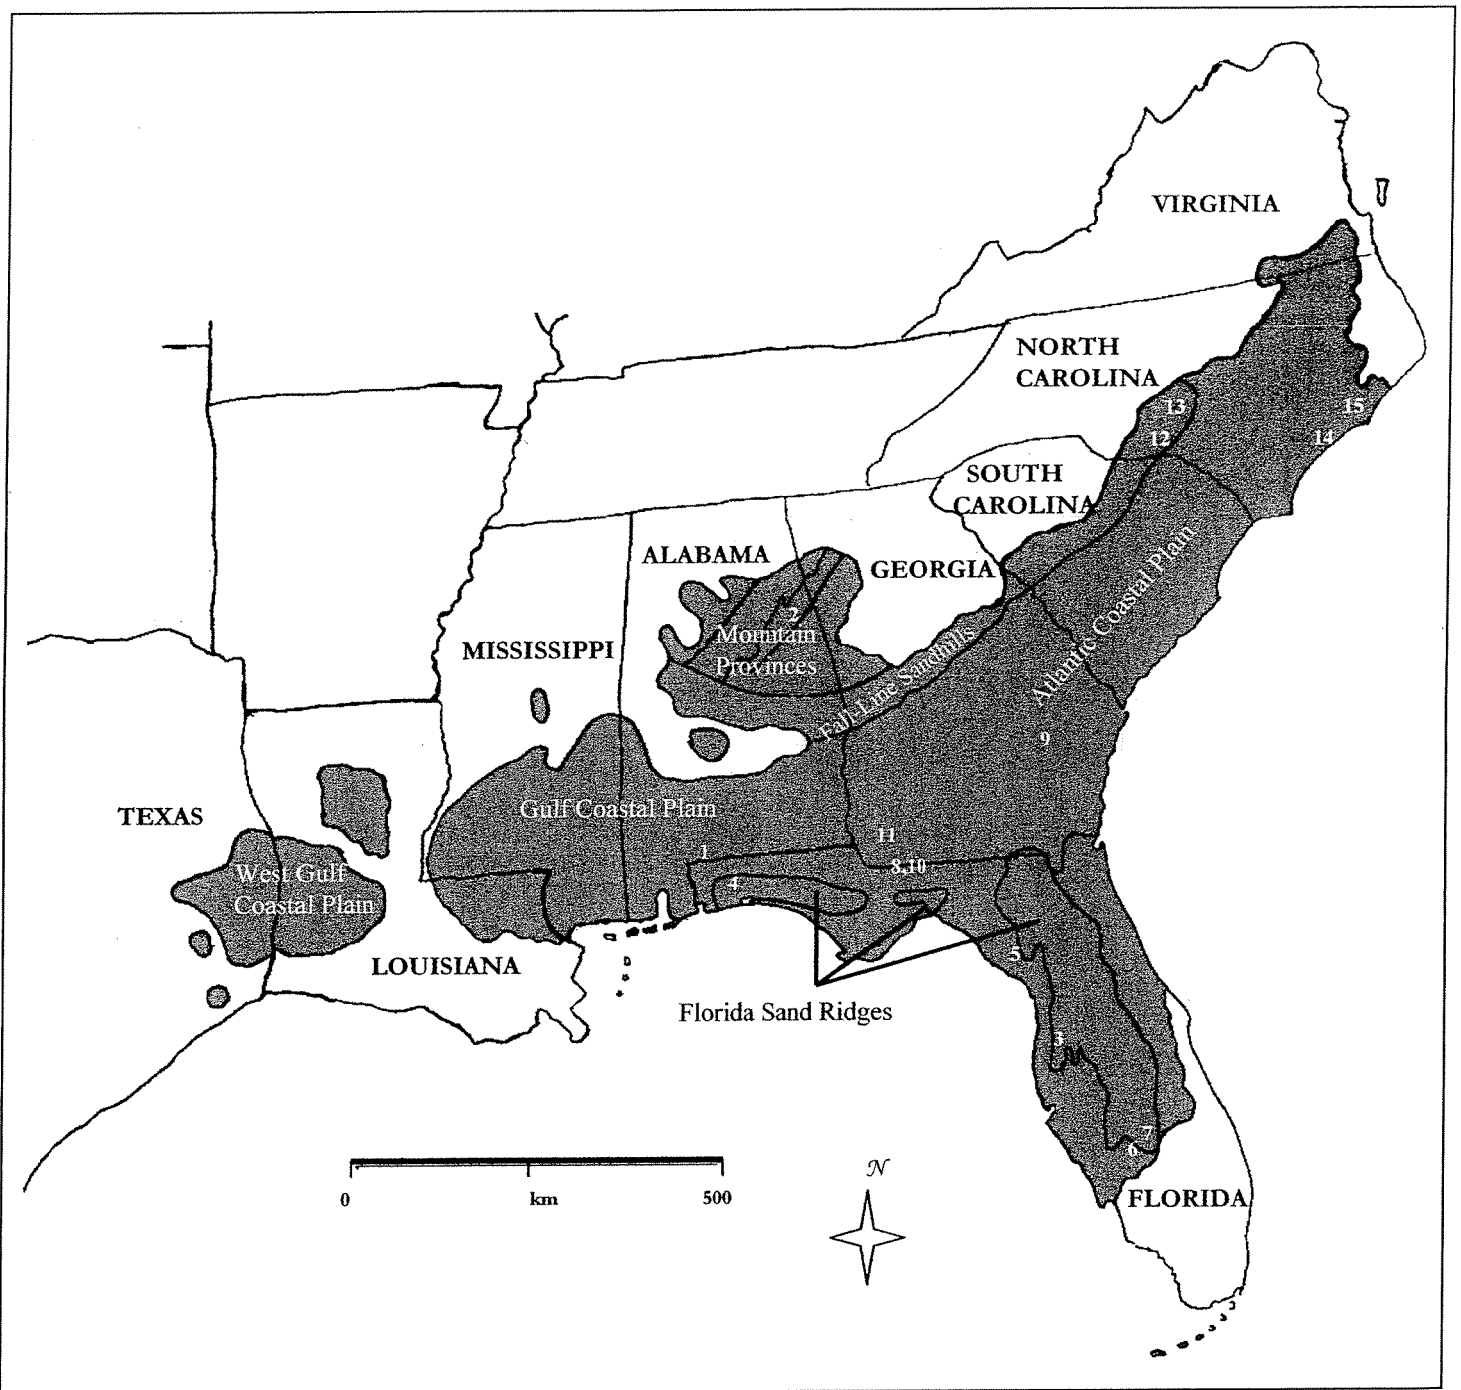 VIRGINIA
NORTH
CAROLINA
13
15
12
14
SOUTH
CAROLINA
ALABAMA
GEORGIA
Atlantic Coastal Plain
2
Mountain
Provinces
MISSISSIPPI
Fall-Line Sandhills
9
TEXAS
Gulf Coastal Plain
11
1
8,10
West Gulf
Coastal Plain
4
LOUISIANA
5
Florida Sand Ridges
3
7
6
FLORIDA
N
0 km 500